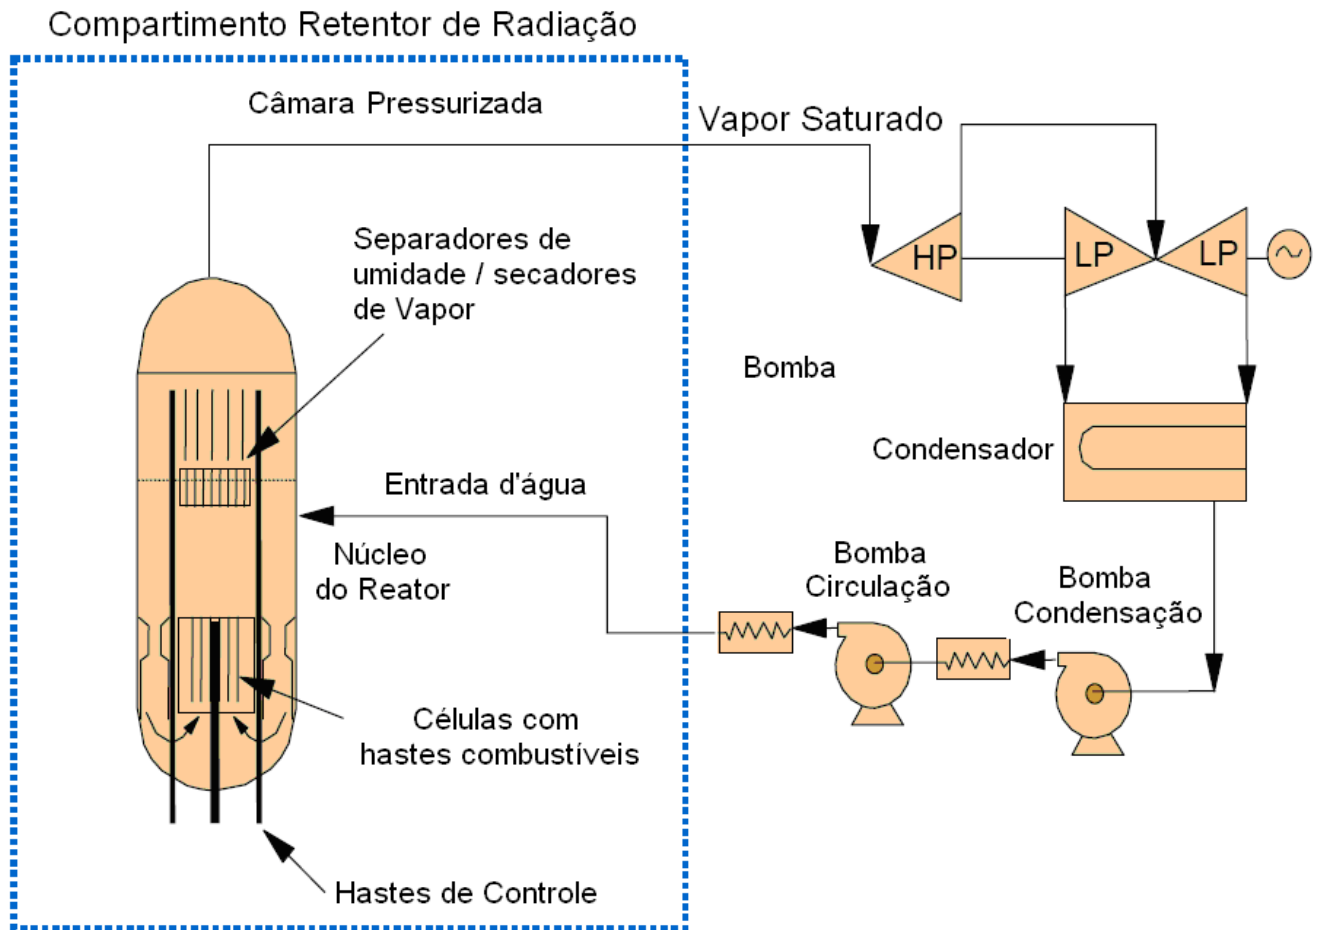 Compartimento Retentor de Radiação
Câmara Pressurizada
Vapor Saturado
Separadores de
umidade / secadores
de Vapor
HP
LP
LP
Bomba
Condensador
Entrada d'água
Núcleo
do Reator
Bomba
Circulação
Bomba
Condensação
Células com
hastes combustíveis
Hastes de Controle